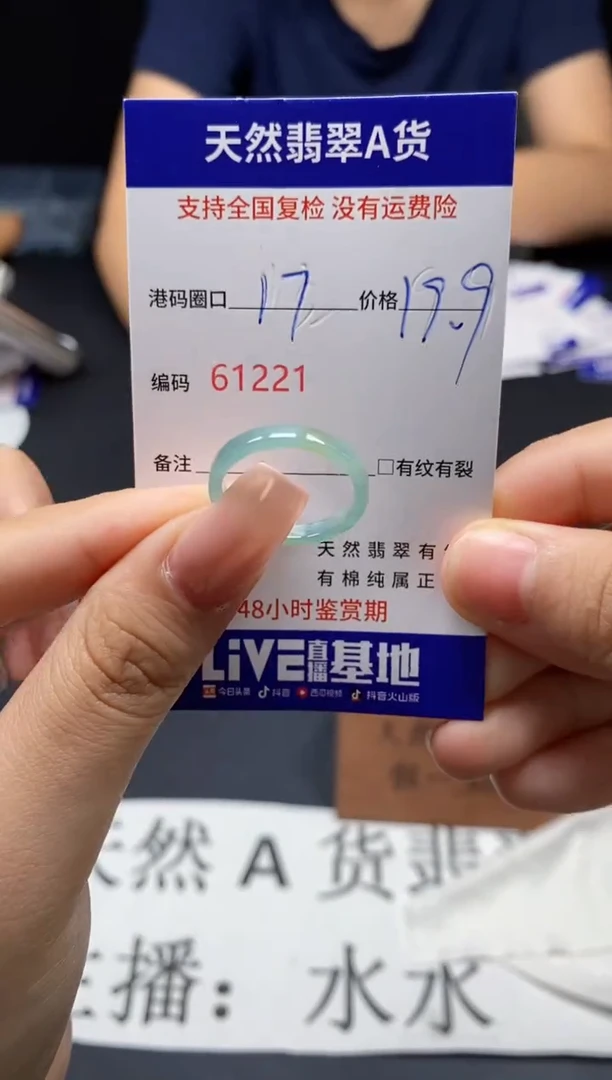 天然翡翠A货
支持全国复检 没有运费险
港码圈口 17 价格 19.9
编码 61221
备注 □有纹有裂
天然翡翠有
有棉纯属正
48小时鉴赏期
LiVE直播基地
今日头条 抖音 西瓜视频 抖音火山版
天然A货翡
主播：水水